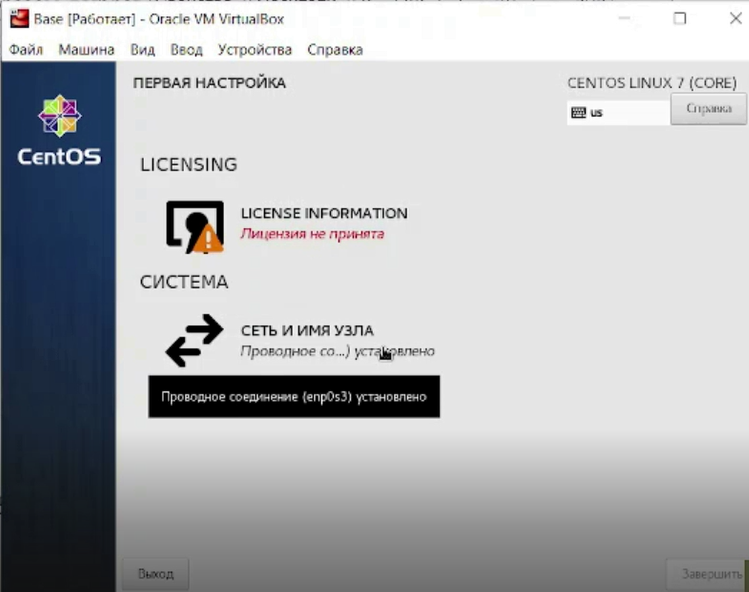 Base [Работает] - Oracle VM VirtualBox
Файл Машина Вид Ввод Устройства Справка
ПЕРВАЯ НАСТРОЙКА
CENTOS LINUX 7 (CORE)
us
Справка
CentOS
LICENSING
LICENSE INFORMATION
Лицензия не принята
СИСТЕМА
СЕТЬ И ИМЯ УЗЛА
Проводное со...) установлено
Проводное соединение (enp0s3) установлено
Выход
Завершить